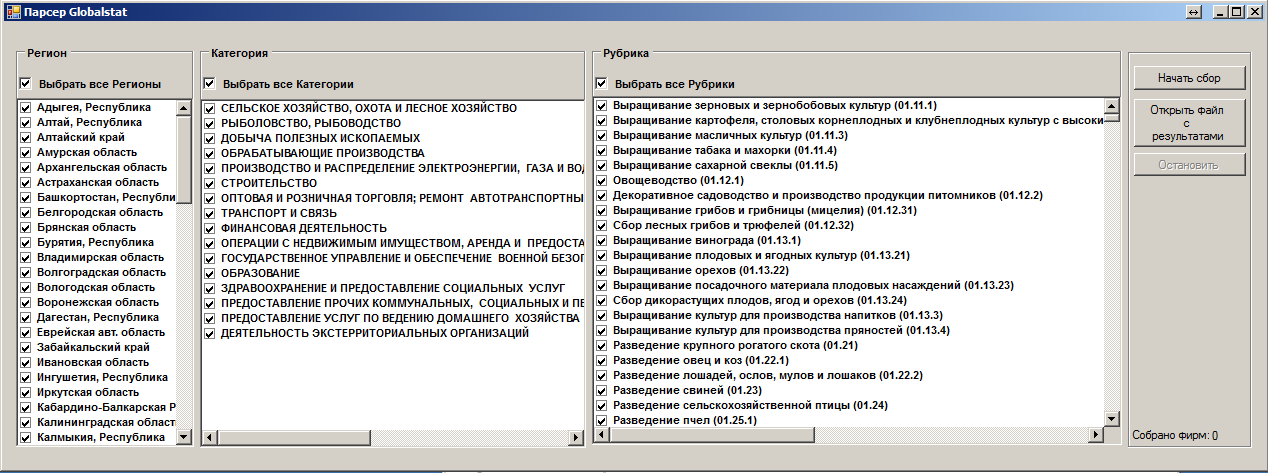 Парсер Globalstat
Регион
Выбрать все Регионы
Адыгея, Республика
Алтай, Республика
Алтайский край
Амурская область
Архангельская область
Астраханская область
Башкортостан, Республи
Белгородская область
Брянская область
Бурятия, Республика
Владимирская область
Волгоградская область
Вологодская область
Воронежская область
Дагестан, Республика
Еврейская авт. область
Забайкальский край
Ивановская область
Ингушетия, Республика
Иркутская область
Кабардино-Балкарская Р
Калининградская област
Калмыкия, Республика
Категория
Выбрать все Категории
СЕЛЬСКОЕ ХОЗЯЙСТВО, ОХОТА И ЛЕСНОЕ ХОЗЯЙСТВО
РЫБОЛОВСТВО, РЫБОВОДСТВО
ДОБЫЧА ПОЛЕЗНЫХ ИСКОПАЕМЫХ
ОБРАБАТЫВАЮЩИЕ ПРОИЗВОДСТВА
ПРОИЗВОДСТВО И РАСПРЕДЕЛЕНИЕ ЭЛЕКТРОЭНЕРГИИ, ГАЗА И ВОД
СТРОИТЕЛЬСТВО
ОПТОВАЯ И РОЗНИЧНАЯ ТОРГОВЛЯ; РЕМОНТ АВТОТРАНСПОРТНЫ
ТРАНСПОРТ И СВЯЗЬ
ФИНАНСОВАЯ ДЕЯТЕЛЬНОСТЬ
ОПЕРАЦИИ С НЕДВИЖИМЫМ ИМУЩЕСТВОМ, АРЕНДА И ПРЕДОСТА
ГОСУДАРСТВЕННОЕ УПРАВЛЕНИЕ И ОБЕСПЕЧЕНИЕ ВОЕННОЙ БЕЗОП
ОБРАЗОВАНИЕ
ЗДРАВООХРАНЕНИЕ И ПРЕДОСТАВЛЕНИЕ СОЦИАЛЬНЫХ УСЛУГ
ПРЕДОСТАВЛЕНИЕ ПРОЧИХ КОММУНАЛЬНЫХ, СОЦИАЛЬНЫХ И ПЕ
ПРЕДОСТАВЛЕНИЕ УСЛУГ ПО ВЕДЕНИЮ ДОМАШНЕГО ХОЗЯЙСТВА
ДЕЯТЕЛЬНОСТЬ ЭКСТЕРРИТОРИАЛЬНЫХ ОРГАНИЗАЦИЙ
Рубрика
Выбрать все Рубрики
Выращивание зерновых и зернобобовых культур (01.11.1)
Выращивание картофеля, столовых корнеплодных и клубнеплодных культур с высоки
Выращивание масличных культур (01.11.3)
Выращивание табака и махорки (01.11.4)
Выращивание сахарной свеклы (01.11.5)
Овощеводство (01.12.1)
Декоративное садоводство и производство продукции питомников (01.12.2)
Выращивание грибов и грибницы (мицелия) (01.12.31)
Сбор лесных грибов и трюфелей (01.12.32)
Выращивание винограда (01.13.1)
Выращивание плодовых и ягодных культур (01.13.21)
Выращивание орехов (01.13.22)
Выращивание посадочного материала плодовых насаждений (01.13.23)
Сбор дикорастущих плодов, ягод и орехов (01.13.24)
Выращивание культур для производства напитков (01.13.3)
Выращивание культур для производства пряностей (01.13.4)
Разведение крупного рогатого скота (01.21)
Разведение овец и коз (01.22.1)
Разведение лошадей, ослов, мулов и лошаков (01.22.2)
Разведение свиней (01.23)
Разведение сельскохозяйственной птицы (01.24)
Разведение пчел (01.25.1)
Начать сбор
Открыть файл
с
результатами
Остановить
Собрано фирм: 0